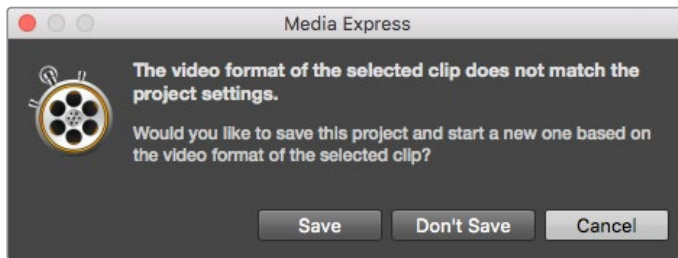 Media Express
The video format of the selected clip does not match the
project settings.
Would you like to save this project and start a new one based on
the video format of the selected clip?
Save
Don't Save
Cancel